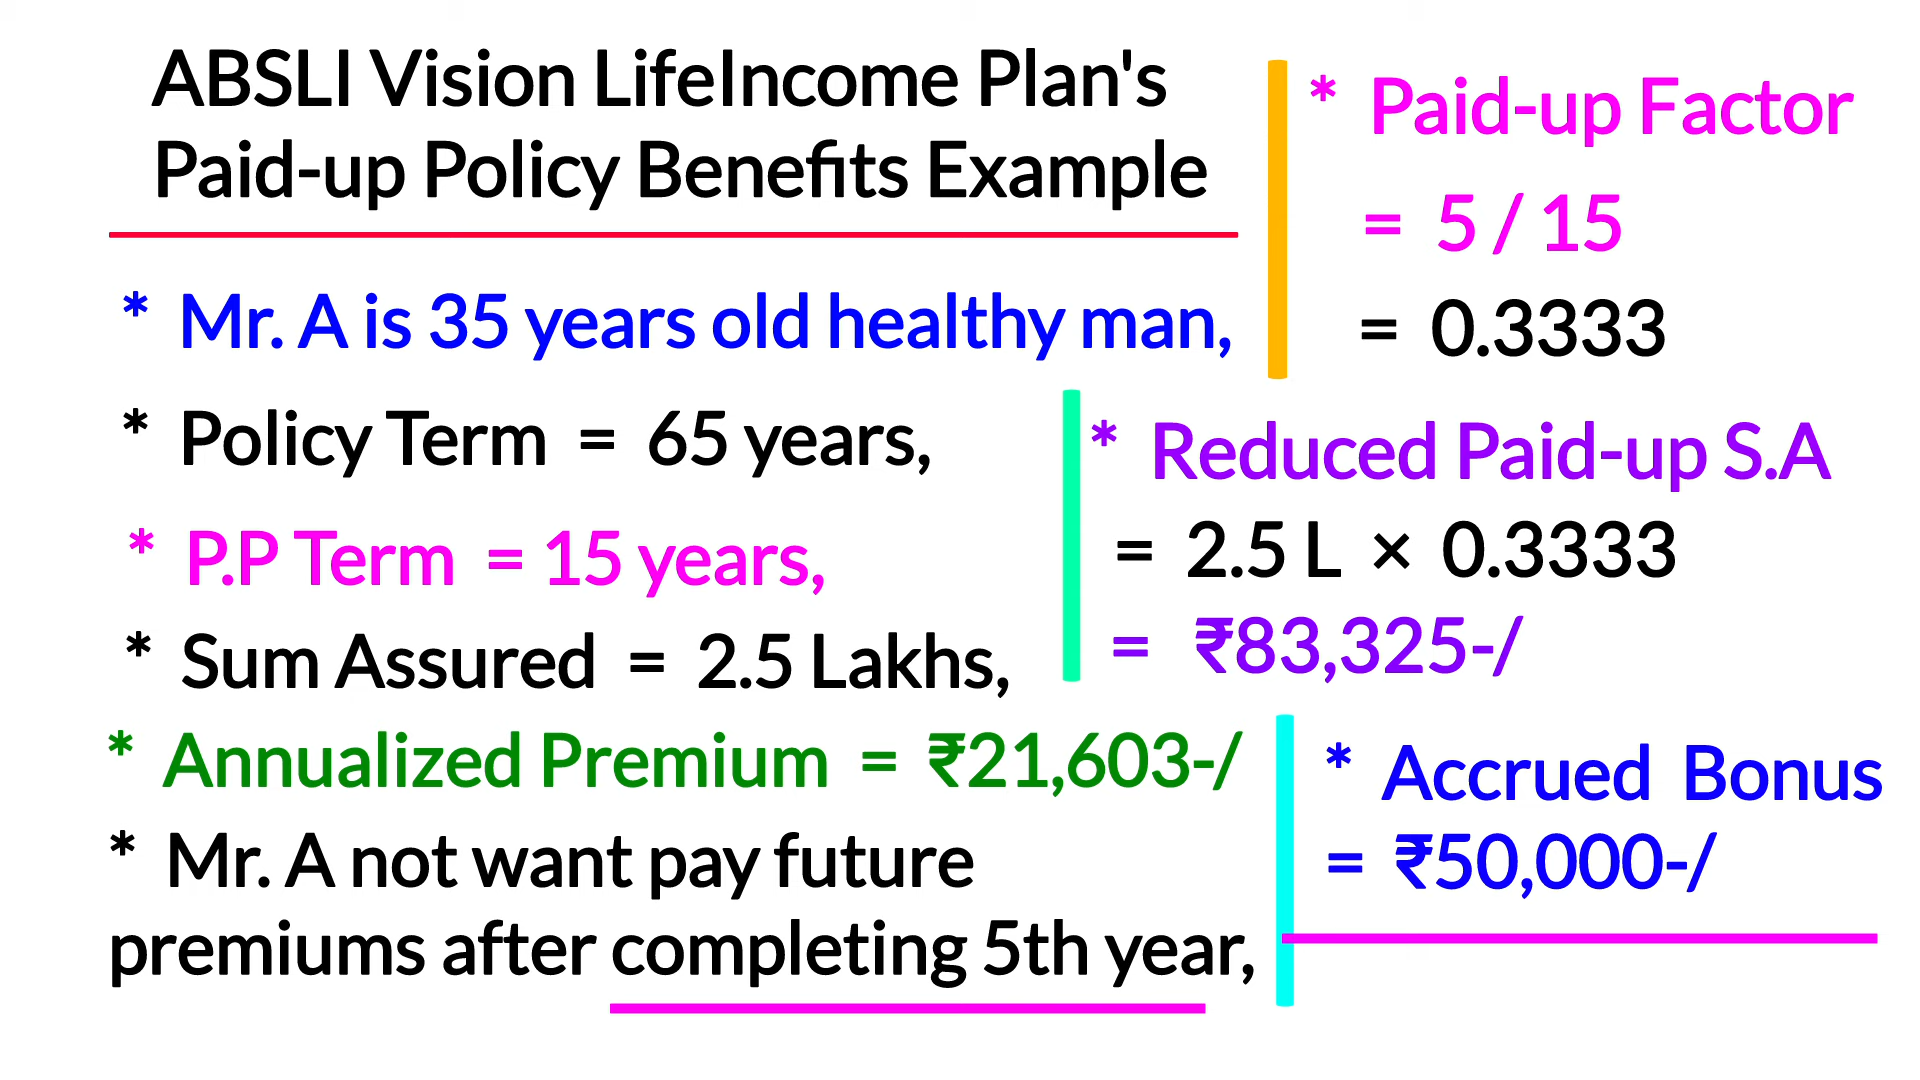 ABSLI Vision LifeIncome Plan's
Paid-up Policy Benefits Example
* Mr. A is 35 years old healthy man,
* Policy Term = 65 years,
* P.P Term = 15 years,
* Sum Assured = 2.5 Lakhs,
* Annualized Premium = ₹21,603-/
* Mr. A not want pay future
premiums after completing 5th year,
* Paid-up Factor
= 5 / 15
= 0.3333
* Reduced Paid-up S.A
= 2.5 L × 0.3333
= ₹83,325-/
* Accrued Bonus
= ₹50,000-/